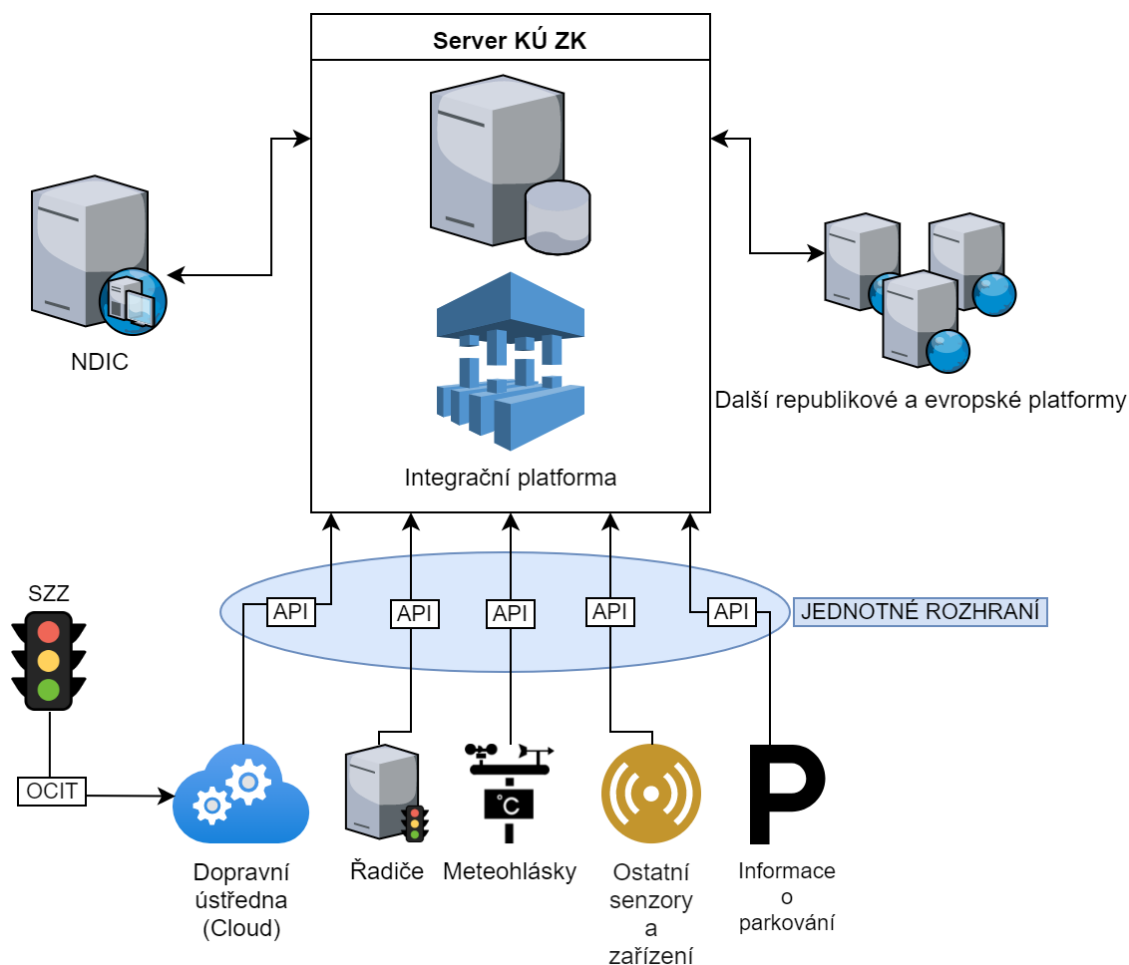 Server KÚ ZK
NDIC
Další republikové a evropské platformy
Integrační platforma
SZZ
API
API
API
API
API
JEDNOTNÉ ROZHRANÍ
OCIT
°C
Dopravní
ústředna
(Cloud)
Řadiče
Meteohlásky
Ostatní
senzory
a
zařízení
Informace
o
parkování
P